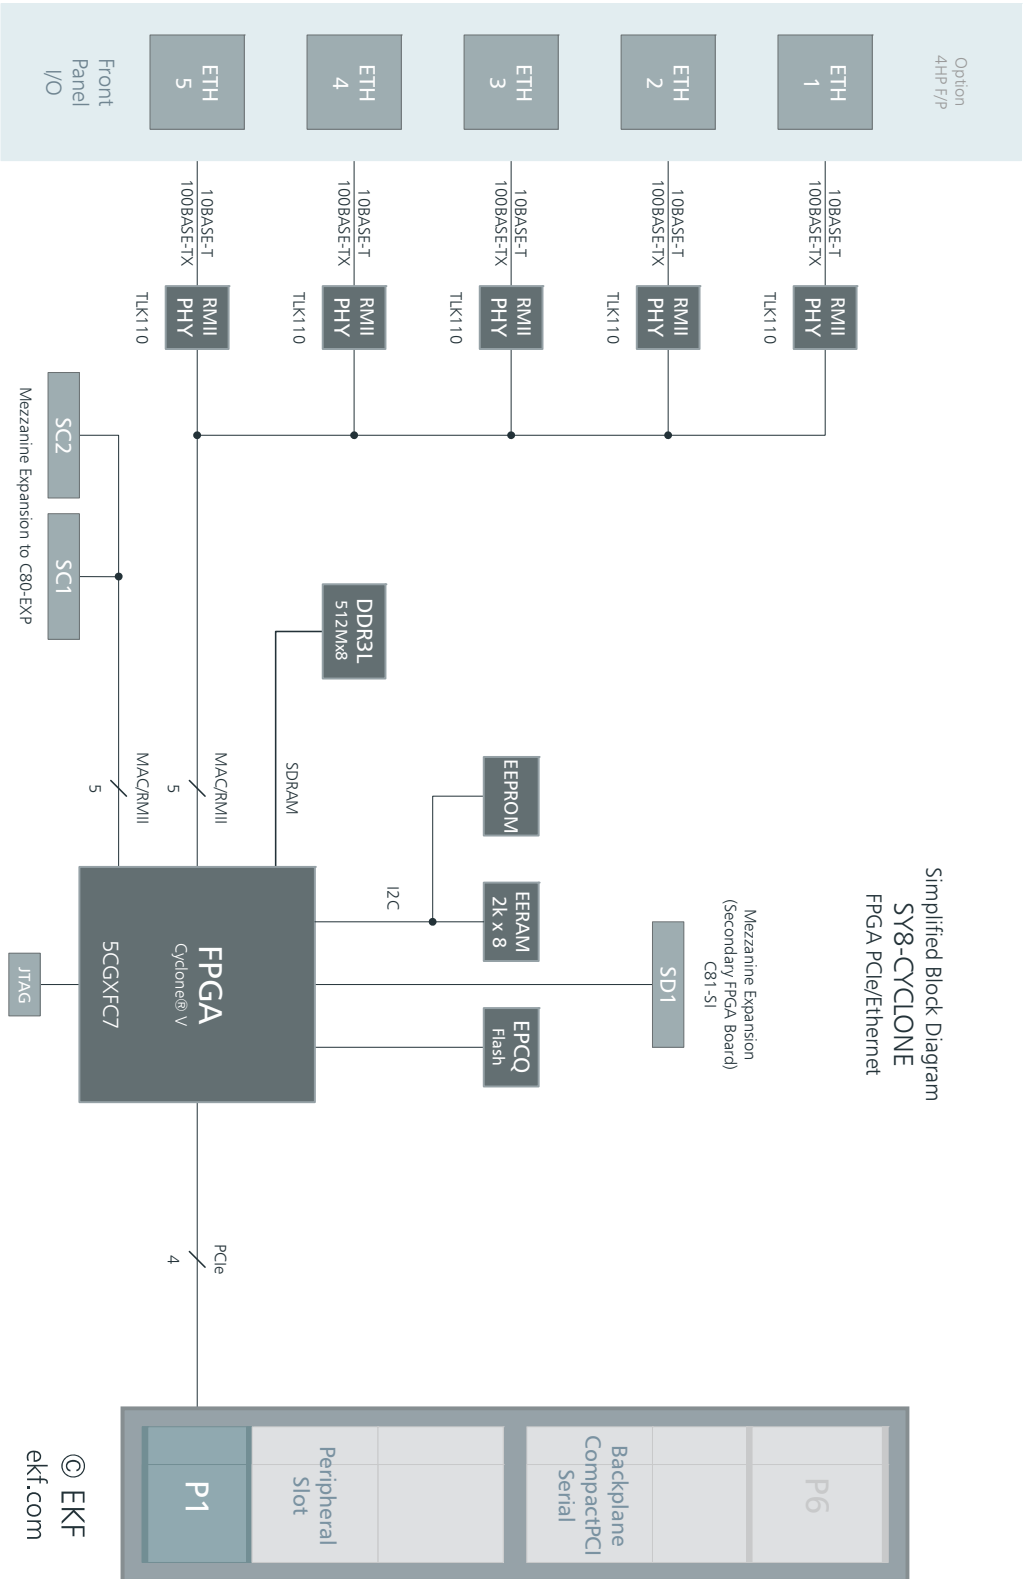 Simplified Block Diagram
SY8-CYCLONE
FPGA PCIe/Ethernet
Option
4HP F/P
ETH
1
10BASE-T
100BASE-TX
RMII
PHY
TLK110
ETH
2
10BASE-T
100BASE-TX
RMII
PHY
TLK110
ETH
3
10BASE-T
100BASE-TX
RMII
PHY
TLK110
ETH
4
10BASE-T
100BASE-TX
RMII
PHY
TLK110
ETH
5
10BASE-T
100BASE-TX
RMII
PHY
TLK110
Front
Panel
I/O
Mezzanine Expansion
(Secondary FPGA Board)
C81-SI
SD1
EEPROM
EERAM
2k x 8
EPCQ
Flash
I2C
DDR3L
512Mx8
SDRAM
MAC/RMII
5
MAC/RMII
5
FPGA
Cyclone® V
5CGXFC7
JTAG
SC2
SC1
Mezzanine Expansion to C80-EXP
PCIe
4
P6
Backplane
CompactPCI
Serial
Peripheral
Slot
P1
© EKF
ekf.com